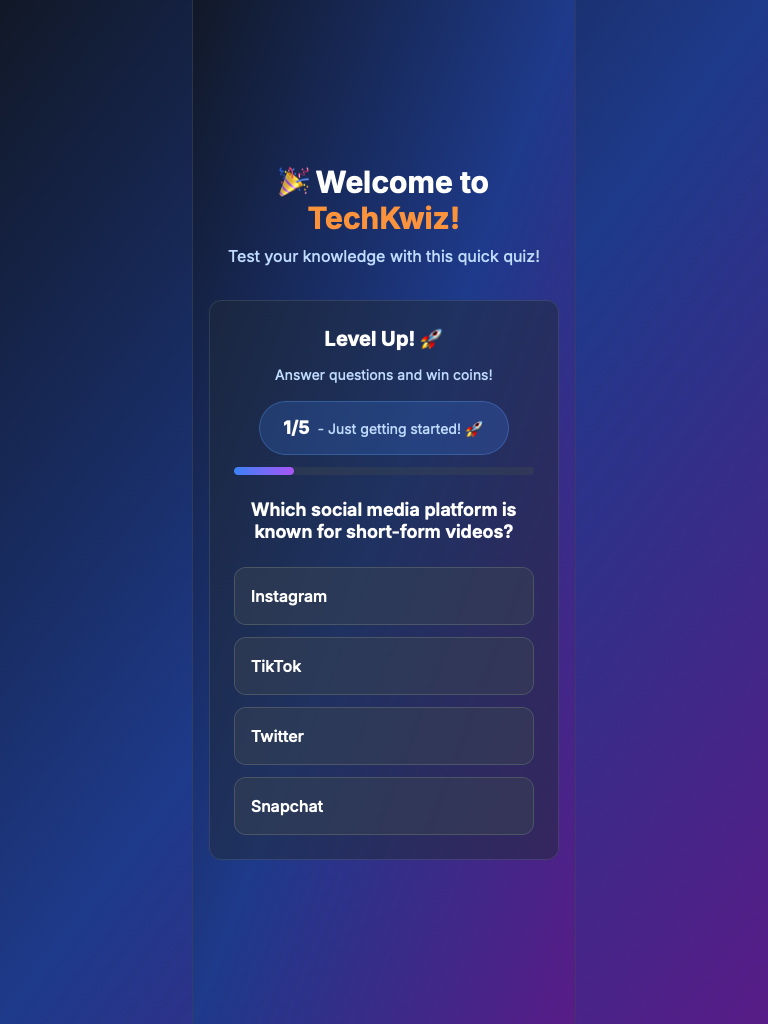 🎉 Welcome to
TechKwiz!
Test your knowledge with this quick quiz!
Level Up! 🚀
Answer questions and win coins!
1/5 - Just getting started! 🚀
Which social media platform is
known for short-form videos?
Instagram
TikTok
Twitter
Snapchat